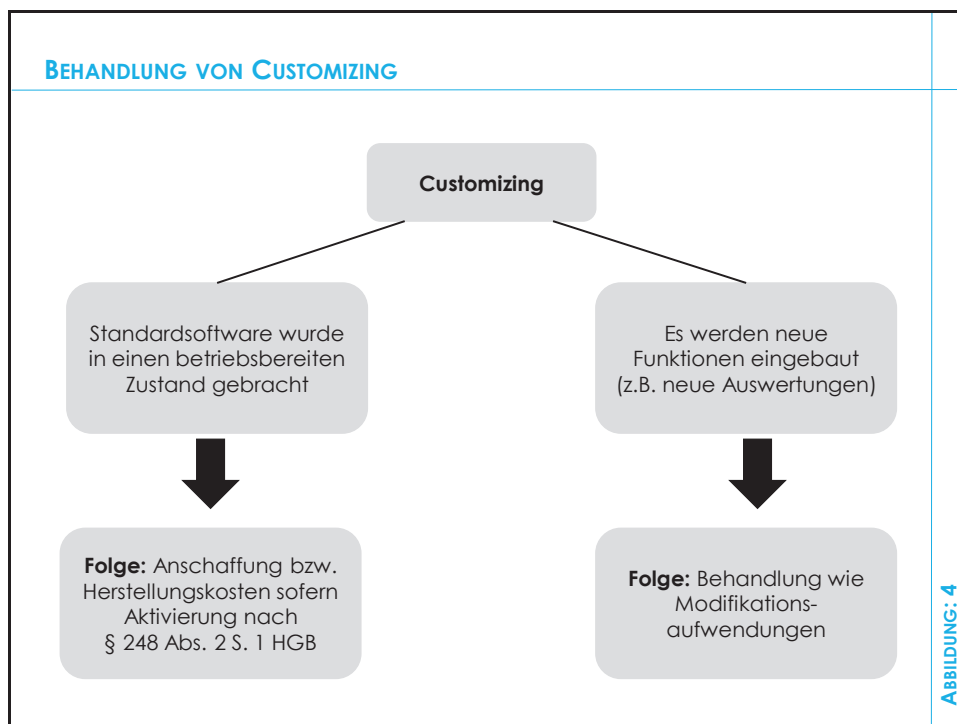 BEHANDLUNG VON CUSTOMIZING
Customizing
Standardsoftware wurde
in einen betriebsbereiten
Zustand gebracht
Es werden neue
Funktionen eingebaut
(z.B. neue Auswertungen)
Folge: Anschaffung bzw.
Herstellungskosten sofern
Aktivierung nach
§ 248 Abs. 2 S. 1 HGB
Folge: Behandlung wie
Modifikations-
aufwendungen
ABBILDUNG: 4